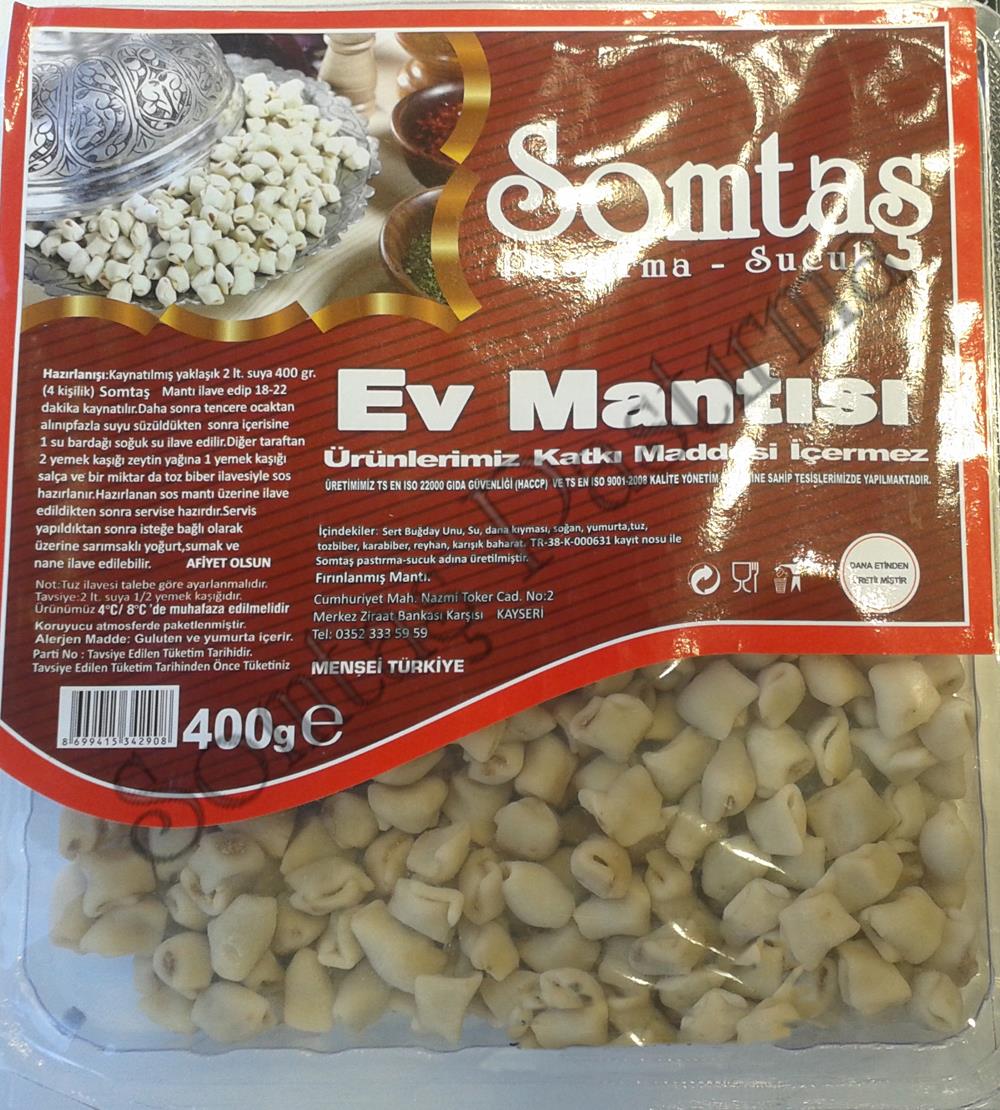 Somtaş
Pastırma - Sucuk
Hazırlanışı:Kaynatılmış yaklaşık 2 lt. suya 400 gr.
(4 kişilik) Somtaş Mantı ilave edip 18-22
dakika kaynatılır.Daha sonra tencere ocaktan
alınıpfazla suyu süzüldükten sonra içerisine
1 su bardağı soğuk su ilave edilir.Diğer taraftan
2 yemek kaşığı zeytin yağına 1 yemek kaşığı
salça ve bir miktar da toz biber ilavesiyle sos
hazırlanır.Hazırlanan sos mantı üzerine ilave
edildikten sonra servise hazırdır.Servis
yapıldıktan sonra isteğe bağlı olarak
üzerine sarımsaklı yoğurt,sumak ve
nane ilave edilebilir. AFİYET OLSUN
Not:Tuz ilavesi talebe göre ayarlanmalıdır.
Tavsiye:2 lt. suya 1/2 yemek kaşığıdır.
Ürünümüz 4°C/ 8°C 'de muhafaza edilmelidir
Koruyucu atmosferde paketlenmiştir.
Alerjen Madde: Guluten ve yumurta içerir.
Parti No : Tavsiye Edilen Tüketim Tarihidir.
Tavsiye Edilen Tüketim Tarihinden Önce Tüketiniz
8 699415 342908
400g e
Ev Mantısı
Ürünlerimiz Katkı Maddesi İçermez
ÜRETİMİMİZ TS EN ISO 22000 GIDA GÜVENLİĞİ (HACCP) VE TS EN ISO 9001-2008 KALİTE YÖNETİM SAHİP TESİSLERİMİZDE YAPILMAKTADIR.
İçindekiler: Sert Buğday Unu, Su, dana kıyması, soğan, yumurta,tuz,
tozbiber, karabiber, reyhan, karışık baharat. TR-38-K-000631 kayıt nosu ile
Somtaş pastırma-sucuk adına üretilmiştir.
Fırınlanmış Mantı.
Cumhuriyet Mah. Nazmi Toker Cad. No:2
Merkez Ziraat Bankası Karşısı KAYSERİ
Tel: 0352 333 59 59
MENŞEİ TÜRKİYE
DANA ETİNDEN
ÜRETİLMİŞTİR
Somtaş Pastırma